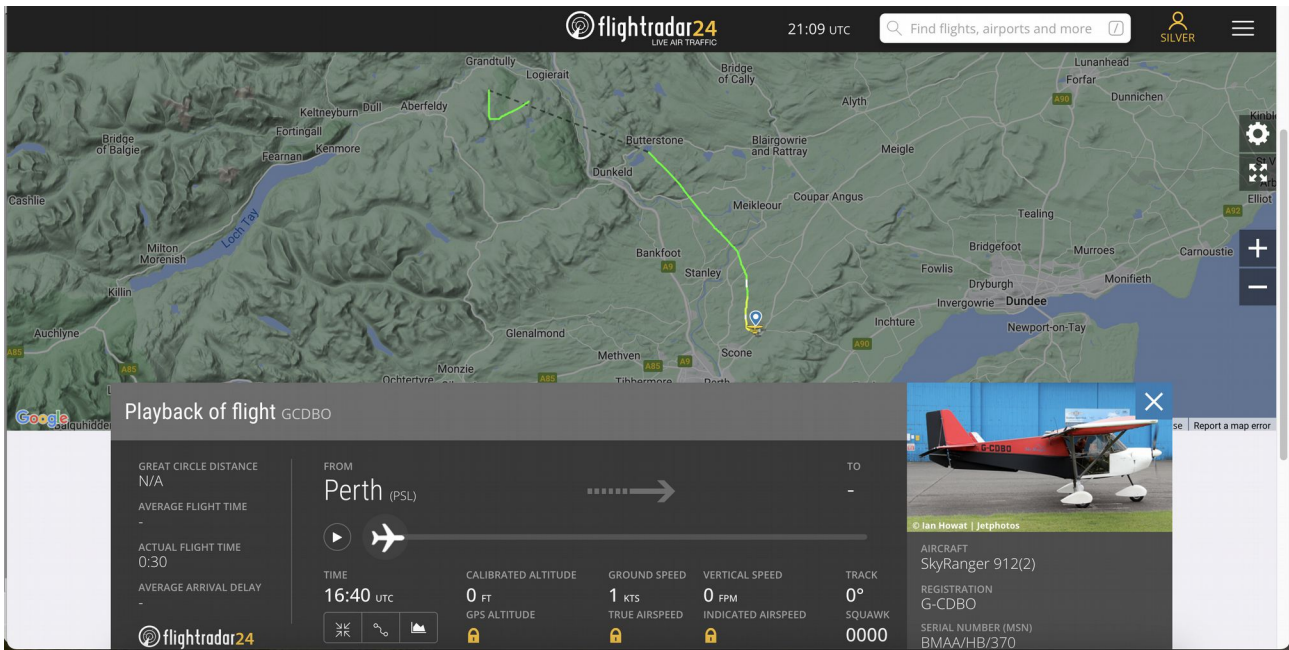 flightradar24
LIVE AIR TRAFFIC
21:09 UTC
Find flights, airports and more /
SILVER
Grandtully
Logierait
Bridge
of Cally
Lunanhead
Forfar
A90
Dunnichen
Keltneyburn
Dull
Aberfeldy
Alyth
Bridge
of Balgie
Fortingall
Fearnan
Kenmore
Butterstone
Blairgowrie
and Rattray
Meigle
Dunkeld
Cashlie
Loch Tay
Meikleour
Coupar Angus
Elliot
A92
Tealing
Milton
Morenish
Bankfoot
A9
Stanley
Bridgefoot
Murroes
Carnoustie
Fowlis
Dryburgh
Monifieth
Killin
Invergowrie
Dundee
Auchlyne
Glenalmond
Inchture
Newport-on-Tay
A85
A85
Methven
A85
A9
Scone
A90
Monzie
Ochtertyre
A85
Tibbermore
Perth
Google
Balquhidder
Report a map error
Playback of flight GCDBO
GREAT CIRCLE DISTANCE
N/A
AVERAGE FLIGHT TIME
-
ACTUAL FLIGHT TIME
0:30
AVERAGE ARRIVAL DELAY
-
flightradar24
FROM
Perth (PSL)
TO
-
TIME
16:40 UTC
CALIBRATED ALTITUDE
0 FT
GPS ALTITUDE
GROUND SPEED
1 KTS
TRUE AIRSPEED
VERTICAL SPEED
0 FPM
INDICATED AIRSPEED
TRACK
0°
SQUAWK
0000
G-CDBO
© Ian Howat | Jetphotos
AIRCRAFT
SkyRanger 912(2)
REGISTRATION
G-CDBO
SERIAL NUMBER (MSN)
BMAA/HB/370